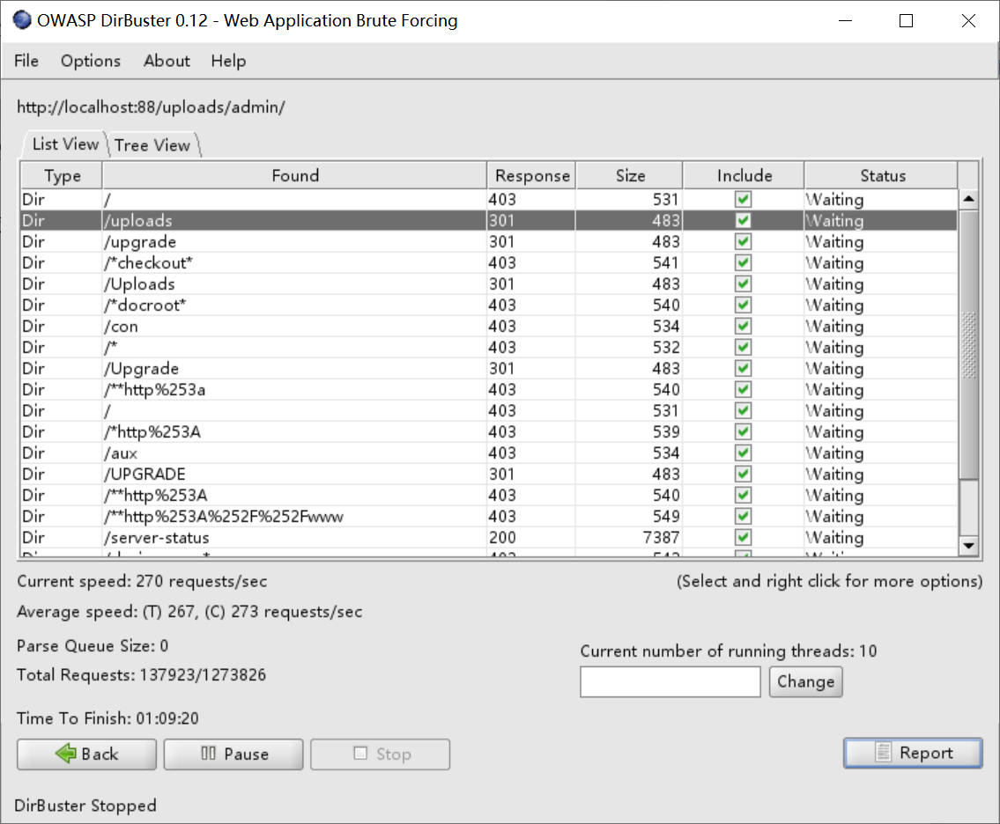 OWASP DirBuster 0.12 - Web Application Brute Forcing
File Options About Help
http://localhost:88/uploads/admin/
List View Tree View
Type Found Response Size Include Status
Dir / 403 531 Waiting
Dir /uploads 301 483 Waiting
Dir /upgrade 301 483 Waiting
Dir /*checkout* 403 541 Waiting
Dir /Uploads 301 483 Waiting
Dir /*docroot* 403 540 Waiting
Dir /con 403 534 Waiting
Dir /* 403 532 Waiting
Dir /Upgrade 301 483 Waiting
Dir /**http%253a 403 540 Waiting
Dir / 403 531 Waiting
Dir /*http%253A 403 539 Waiting
Dir /aux 403 534 Waiting
Dir /UPGRADE 301 483 Waiting
Dir /**http%253A 403 540 Waiting
Dir /**http%253A%252F%252Fwww 403 549 Waiting
Dir /server-status 200 7387 Waiting
Current speed: 270 requests/sec (Select and right click for more options)
Average speed: (T) 267, (C) 273 requests/sec
Parse Queue Size: 0
Current number of running threads: 10
Total Requests: 137923/1273826
Change
Time To Finish: 01:09:20
Back Pause Stop Report
DirBuster Stopped